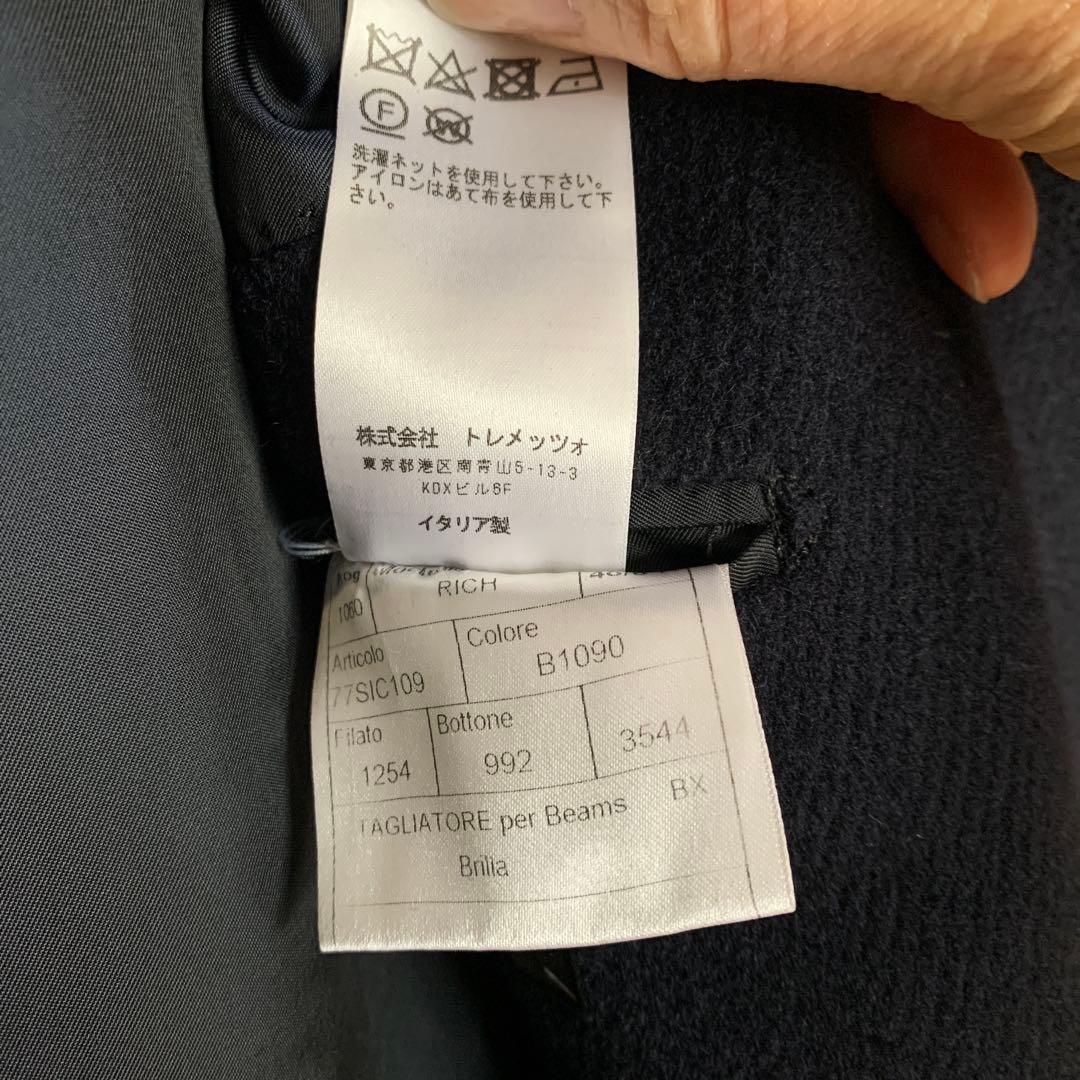 F
W
洗濯ネットを使用して下さい。
アイロンはあて布を使用して下
さい。
株式会社 トレメッツォ
東京都港区南青山5-13-3
KDXビル6F
イタリア製
RICH
1060
Articolo
77SIC109
Colore
B1090
Filato
1254
Bottone
992
3544
TAGLIATORE per Beams BX
Brilla